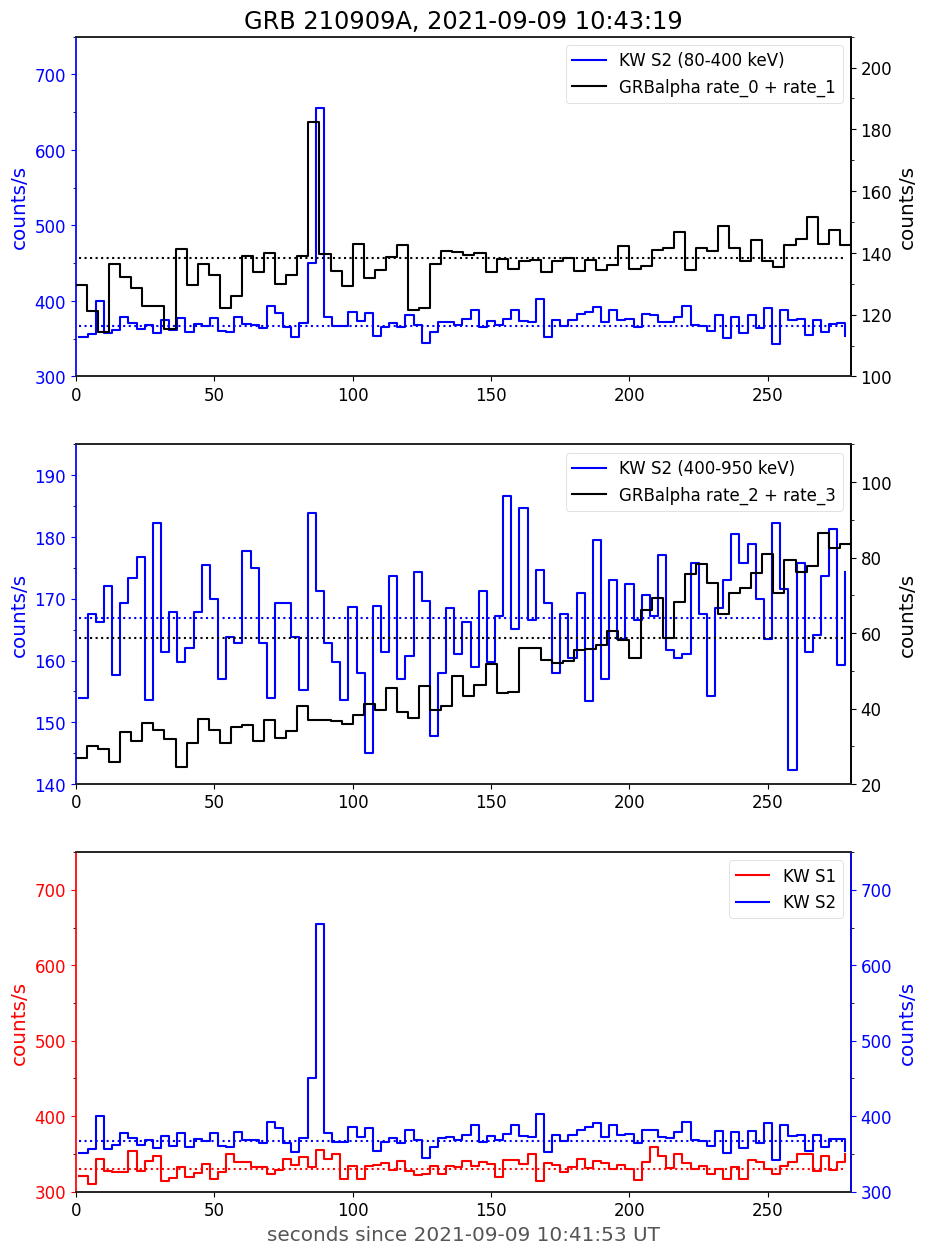 GRB 210909A, 2021-09-09 10:43:19
KW S2 (80-400 keV)
GRBalpha rate_0 + rate_1
counts/s
700
600
500
400
300
200
180
160
140
120
100
counts/s
0 50 100 150 200 250
KW S2 (400-950 keV)
GRBalpha rate_2 + rate_3
counts/s
190
180
170
160
150
140
100
80
60
40
20
counts/s
0 50 100 150 200 250
KW S1
KW S2
counts/s
700
600
500
400
300
700
600
500
400
300
counts/s
0 50 100 150 200 250
seconds since 2021-09-09 10:41:53 UT